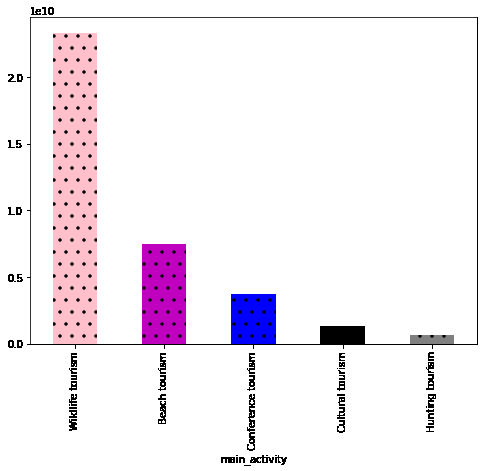 1e10
2.0
1.5
1.0
0.5
0.0
Wildlife tourism
Beach tourism
Conference tourism
Cultural tourism
Hunting tourism
main_activity